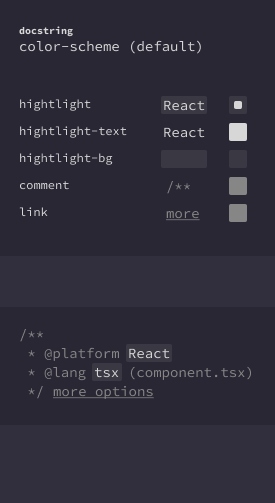 docstring
color-scheme (default)
hightlight React
hightlight-text React
hightlight-bg
comment /**
link more
/**
* @platform React
* @lang tsx (component.tsx)
*/ more options